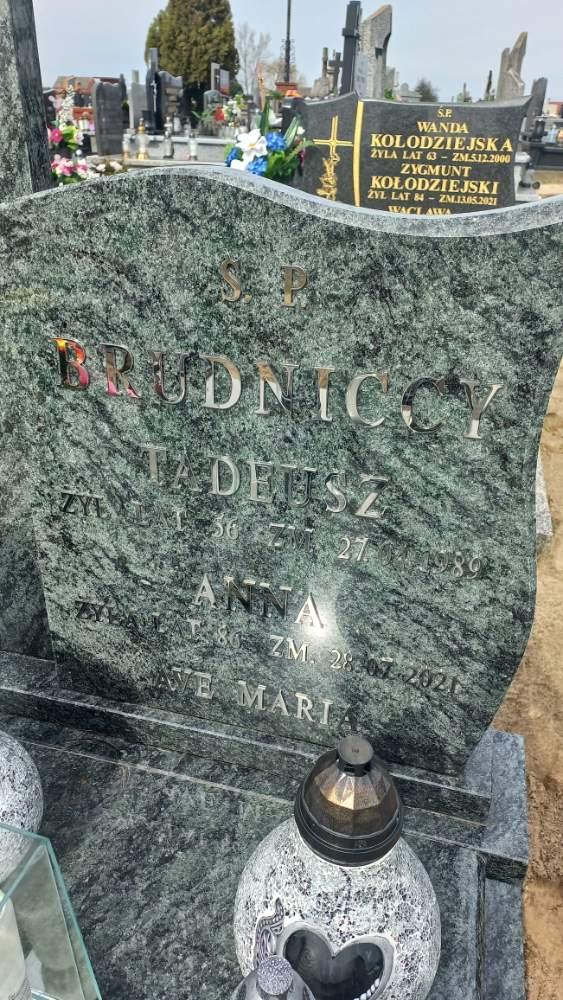 Ś.P.
WANDA
KOŁODZIEJSKA
ŻYŁA LAT 63 - ZM.5.12.2000
ZYGMUNT
KOŁODZIEJSKI
ŻYŁ LAT 84 - ZM.13.05.2021
WACŁAWA
Ś. P.
BRUDNICCY
TADEUSZ
ŻYŁ LAT 56 ZM. 27.04.1989
ANNA
ŻYŁA LAT 86 ZM. 28.07.2021
AVE MARIA